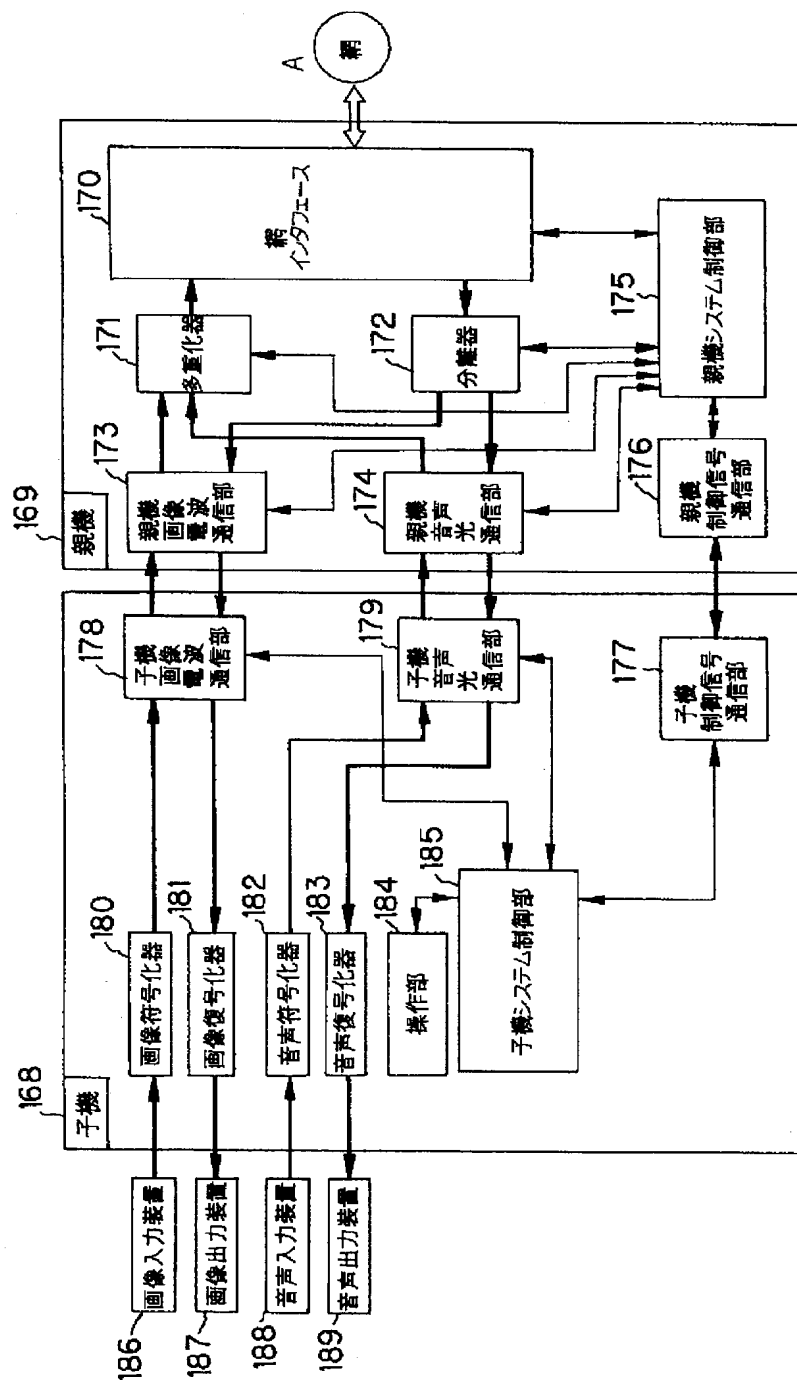 168
子機
186
画像入力装置
187
画像出力装置
188
音声入力装置
189
音声出力装置
180
画像符号化器
181
画像復号化器
182
音声符号化器
183
音声復号化器
184
操作部
185
子機システム制御部
178
子機
画像
電波
通信部
179
子機
音声
光
通信部
177
子機
制御信号
通信部
169
親機
173
親機
画像
電波
通信部
174
親機
音声
光
通信部
176
親機
制御信号
通信部
171
多重化器
172
分離器
175
親機システム制御部
170
網
インタフェース
A
網